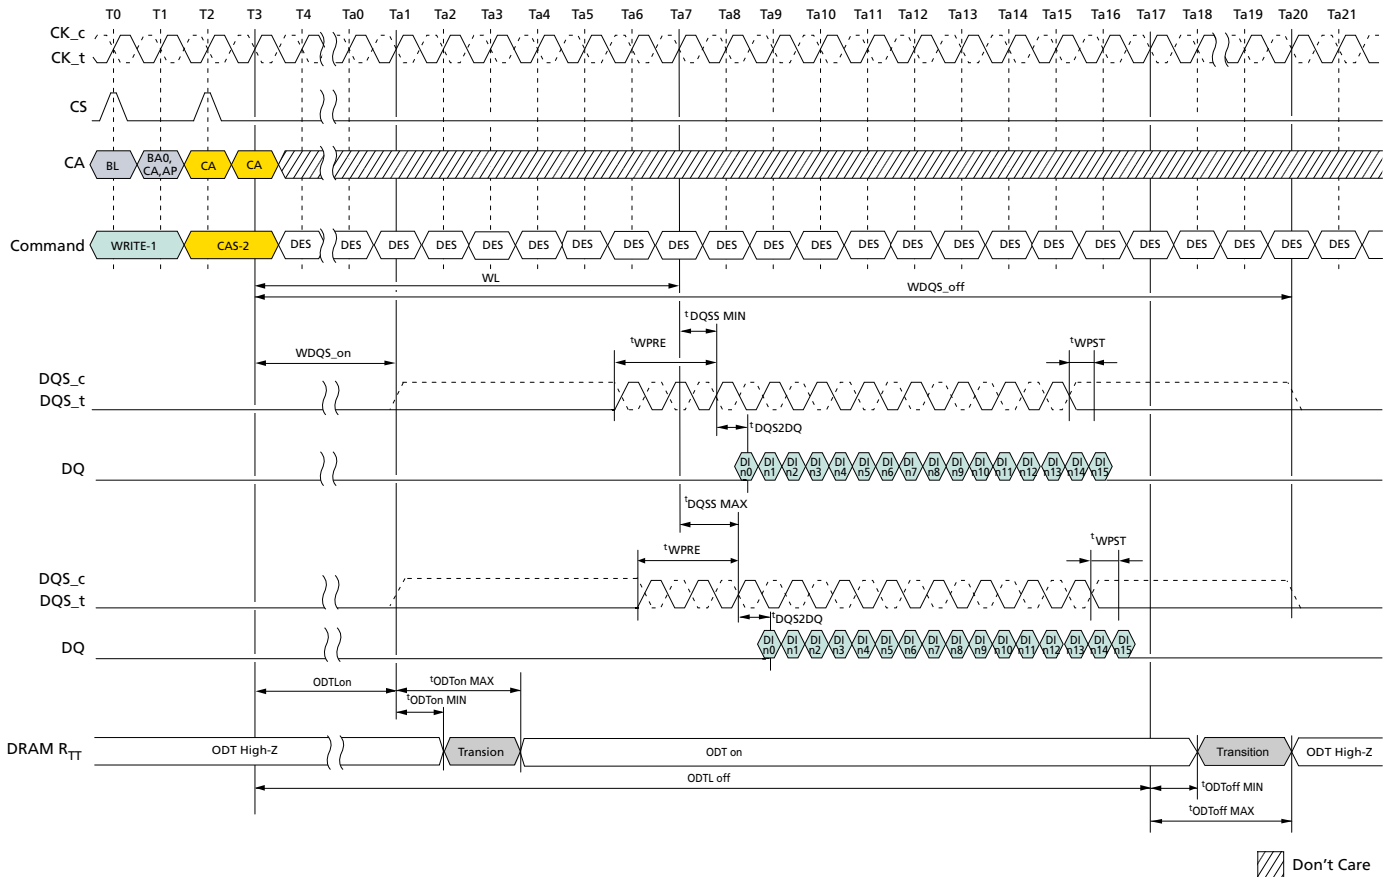 T0 T1 T2 T3 T4 Ta0 Ta1 Ta2 Ta3 Ta4 Ta5 Ta6 Ta7 Ta8 Ta9 Ta10 Ta11 Ta12 Ta13 Ta14 Ta15 Ta16 Ta17 Ta18 Ta19 Ta20 Ta21
CK_c
CK_t
CS
CA BL BA0, CA, AP CA CA
Command WRITE-1 CAS-2 DES DES DES DES DES DES DES DES DES DES DES DES DES DES DES DES DES DES DES DES DES DES DES
WL
WDQS_off
tDQSS MIN
WDQS_on tWPRE tWPST
DQS_c
DQS_t
tDQS2DQ
DQ DI n0 DI n1 DI n2 DI n3 DI n4 DI n5 DI n6 DI n7 DI n8 DI n9 DI n10 DI n11 DI n12 DI n13 DI n14 DI n15
tDQSS MAX
tWPRE tWPST
DQS_c
DQS_t
tDQS2DQ
DQ DI n0 DI n1 DI n2 DI n3 DI n4 DI n5 DI n6 DI n7 DI n8 DI n9 DI n10 DI n11 DI n12 DI n13 DI n14 DI n15
ODTLon tODTon MAX
tODTon MIN
DRAM RTT ODT High-Z Transion ODT on Transition ODT High-Z
ODTL off tODToff MIN
tODToff MAX
Don't Care